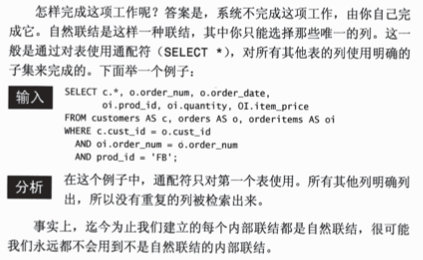 怎样完成这项工作呢？答案是，系统不完成这项工作，由你自己完
成它。自然联结是这样一种联结，其中你只能选择那些唯一的列。这一
般是通过对表使用通配符（SELECT *），对所有其他表的列使用明确的
子集来完成的。下面举一个例子：
输入
SELECT c.*, o.order_num, o.order_date,
oi.prod_id, oi.quantity, OI.item_price
FROM customers AS c, orders AS o, orderitems AS oi
WHERE c.cust_id = o.cust_id
AND oi.order_num = o.order_num
AND prod_id = 'FB';
分析
在这个例子中，通配符只对第一个表使用。所有其他列明确列
出，所以没有重复的列被检索出来。
事实上，迄今为止我们建立的每个内部联结都是自然联结，很可能
我们永远都不会用到不是自然联结的内部联结。